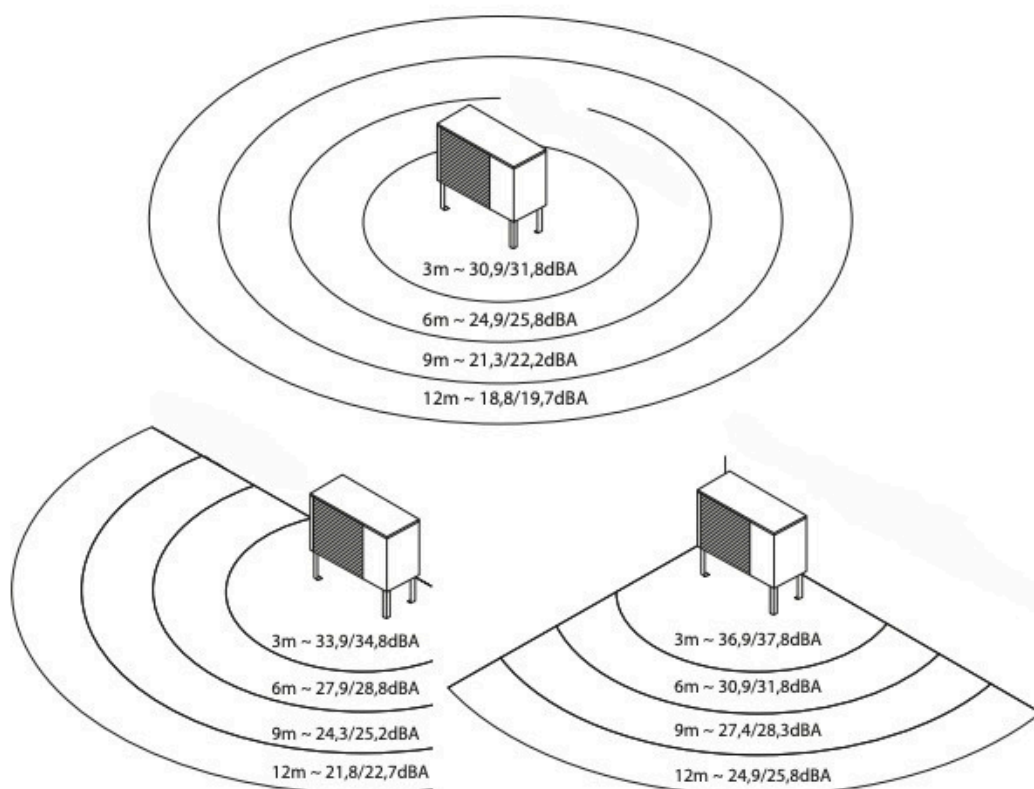 3m ~ 30,9/31,8dBA
6m ~ 24,9/25,8dBA
9m ~ 21,3/22,2dBA
12m ~ 18,8/19,7dBA
3m ~ 33,9/34,8dBA
6m ~ 27,9/28,8dBA
9m ~ 24,3/25,2dBA
12m ~ 21,8/22,7dBA
3m ~ 36,9/37,8dBA
6m ~ 30,9/31,8dBA
9m ~ 27,4/28,3dBA
12m ~ 24,9/25,8dBA